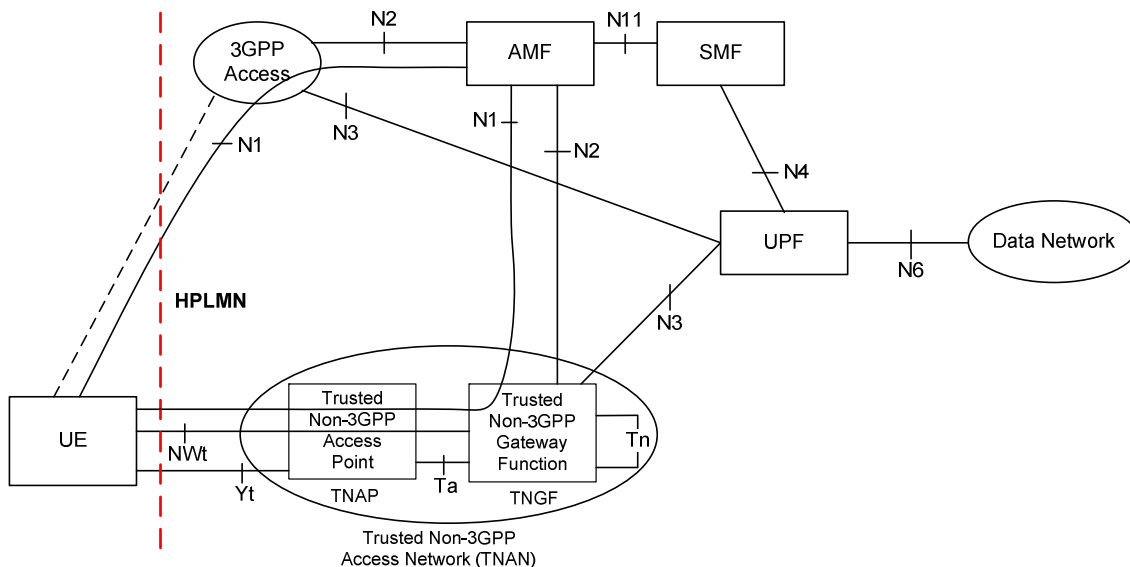 N2
N11
3GPP
Access
AMF
SMF
N1
N3
N1
N2
N4
UPF
Data Network
N6
HPLMN
N3
Trusted
Non-3GPP
Access
Point
Trusted
Non-3GPP
Gateway
Function
UE
Tn
NWt
Yt
Ta
TNAP
TNGF
Trusted Non-3GPP
Access Network (TNAN)